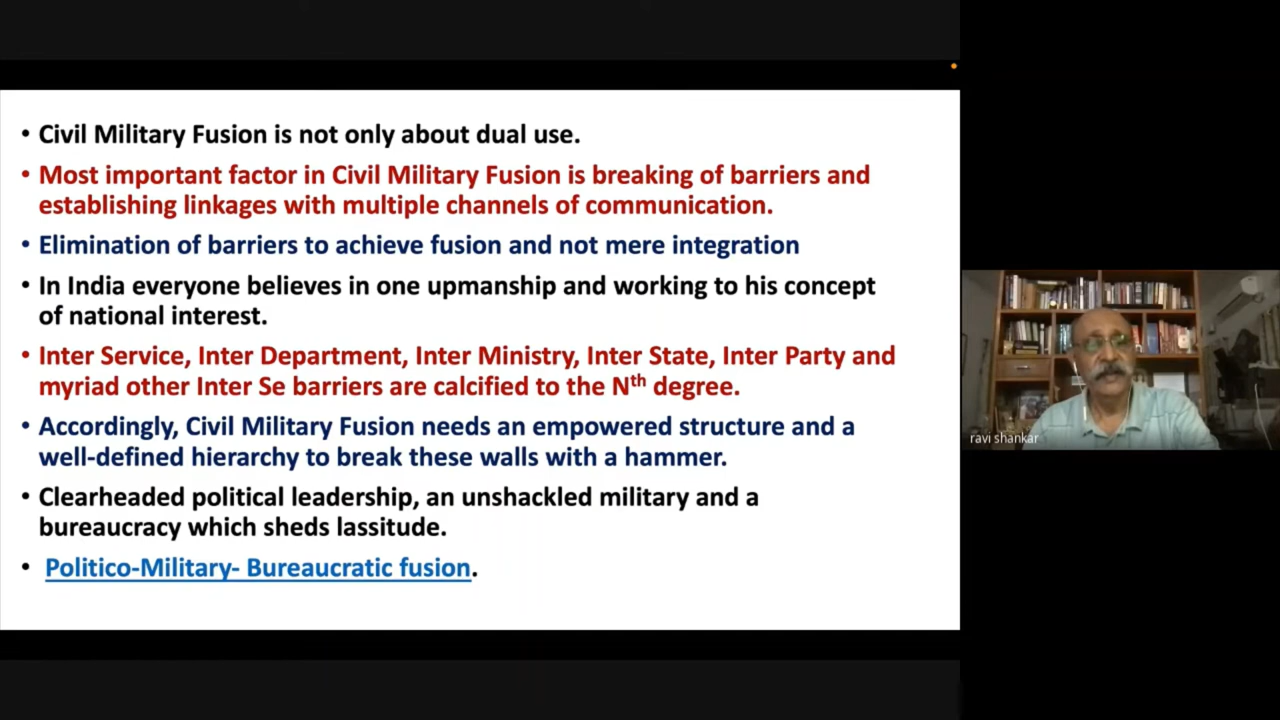 • Civil Military Fusion is not only about dual use.
• Most important factor in Civil Military Fusion is breaking of barriers and
establishing linkages with multiple channels of communication.
• Elimination of barriers to achieve fusion and not mere integration
• In India everyone believes in one upmanship and working to his concept
of national interest.
• Inter Service, Inter Department, Inter Ministry, Inter State, Inter Party and
myriad other Inter Se barriers are calcified to the Nth degree.
• Accordingly, Civil Military Fusion needs an empowered structure and a
well-defined hierarchy to break these walls with a hammer.
• Clearheaded political leadership, an unshackled military and a
bureaucracy which sheds lassitude.
• Politico-Military- Bureaucratic fusion.
ravi shankar